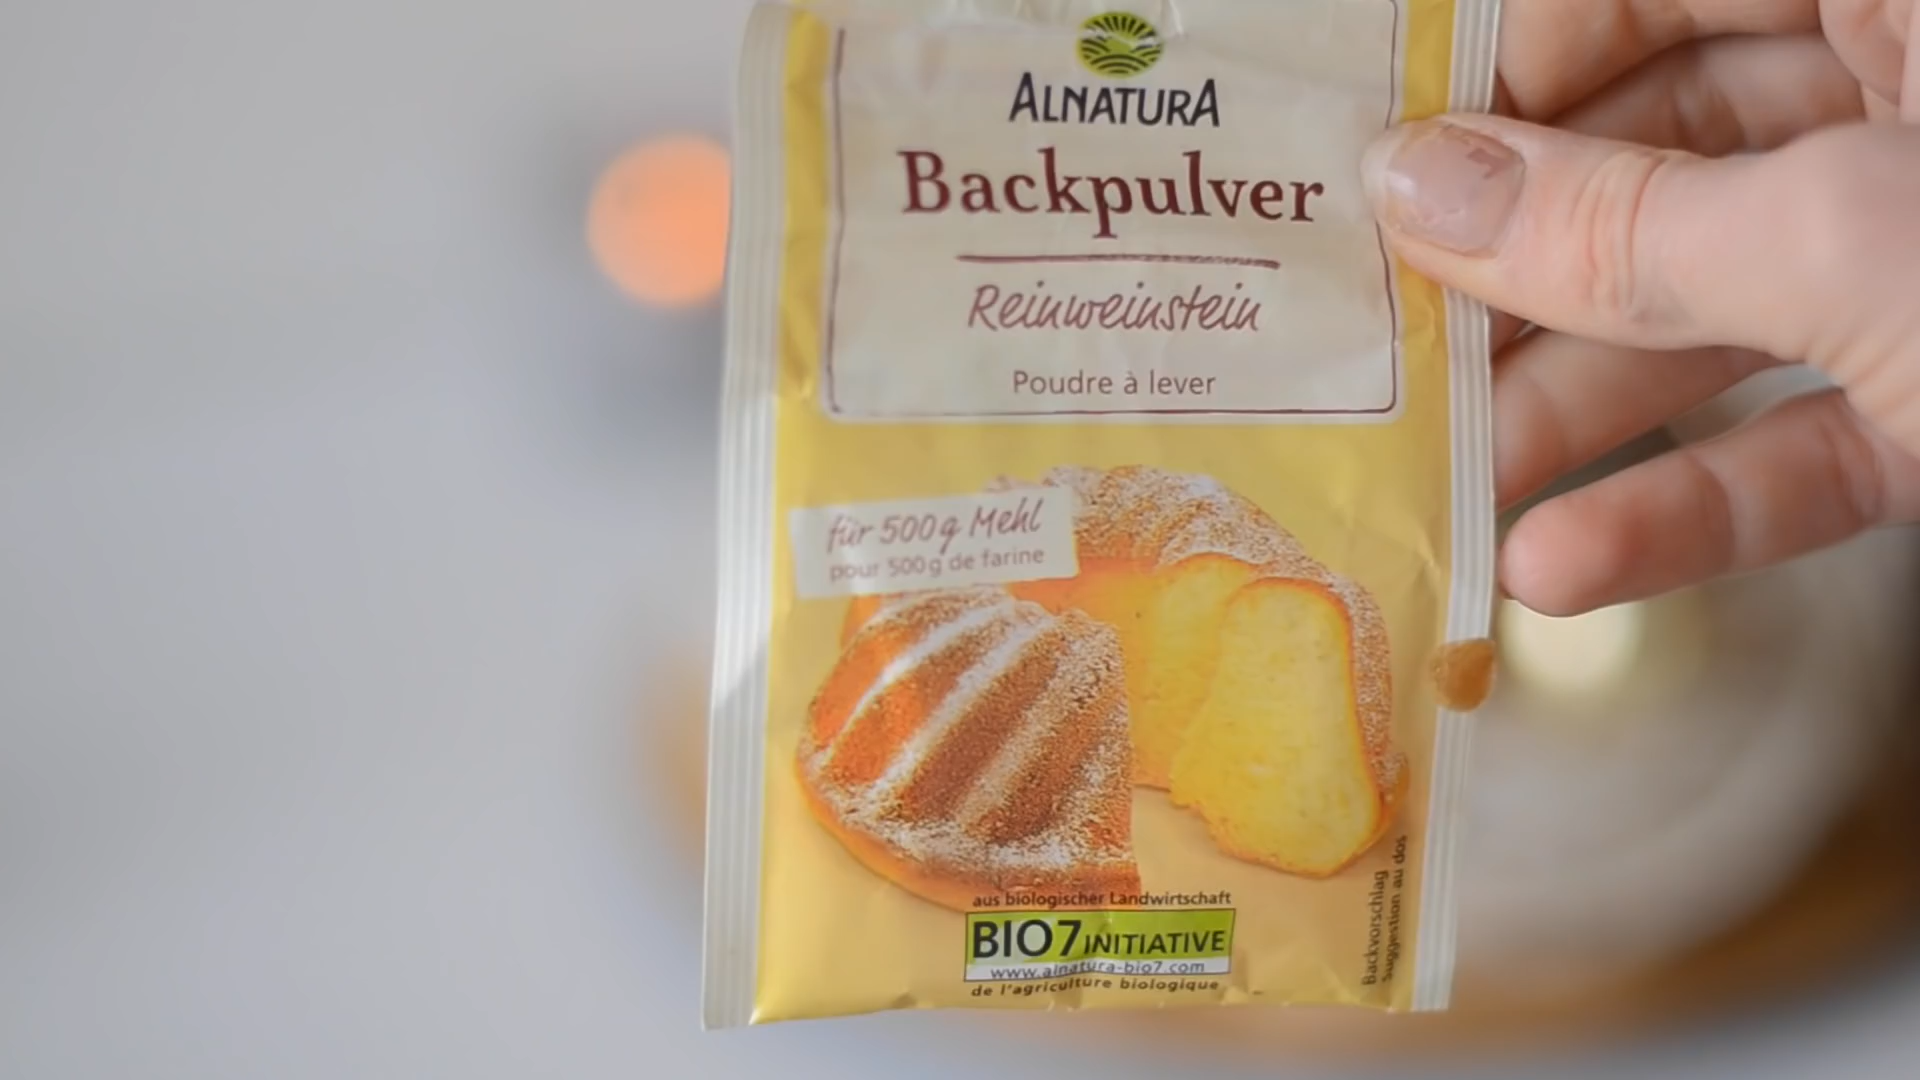 ALNATURA
Backpulver
Reinweinstein
Poudre à lever
für 500g Mehl
pour 500g de farine
aus biologischer Landwirtschaft
BIO7 INITIATIVE
www.alnatura-bio7.com
de l'agriculture biologique
Backvorschlag
Suggestion au dos